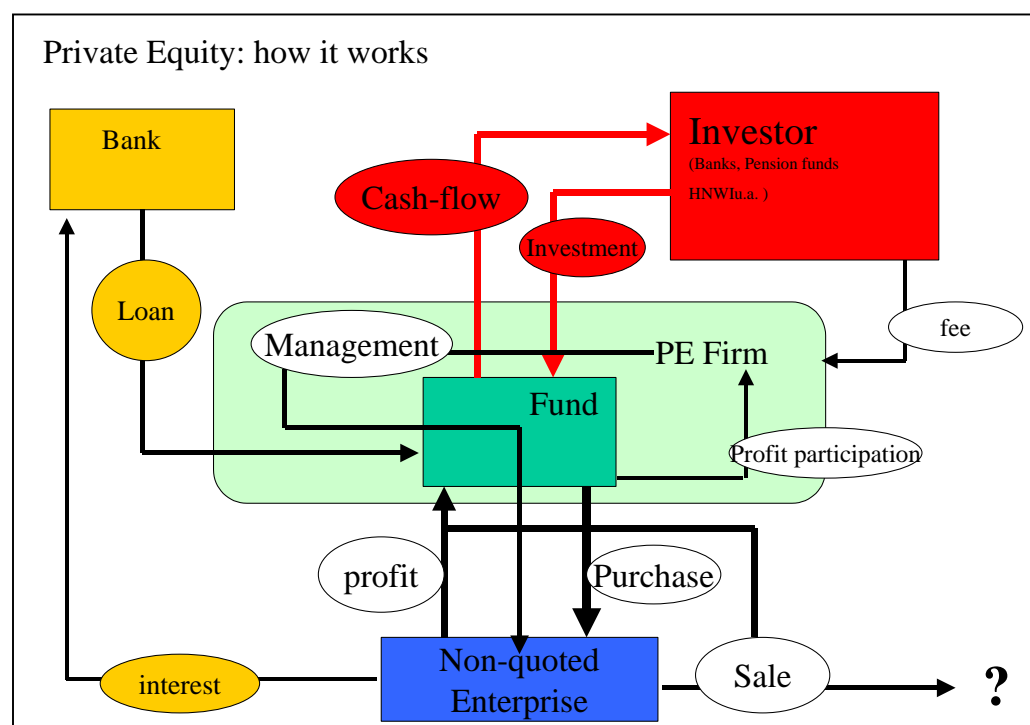 Private Equity: how it works
Bank
Investor
(Banks, Pension funds
HNWIu.a. )
Cash-flow
Investment
Loan
fee
Management
PE Firm
Fund
Profit participation
profit
Purchase
Non-quoted
Enterprise
Sale
interest
?